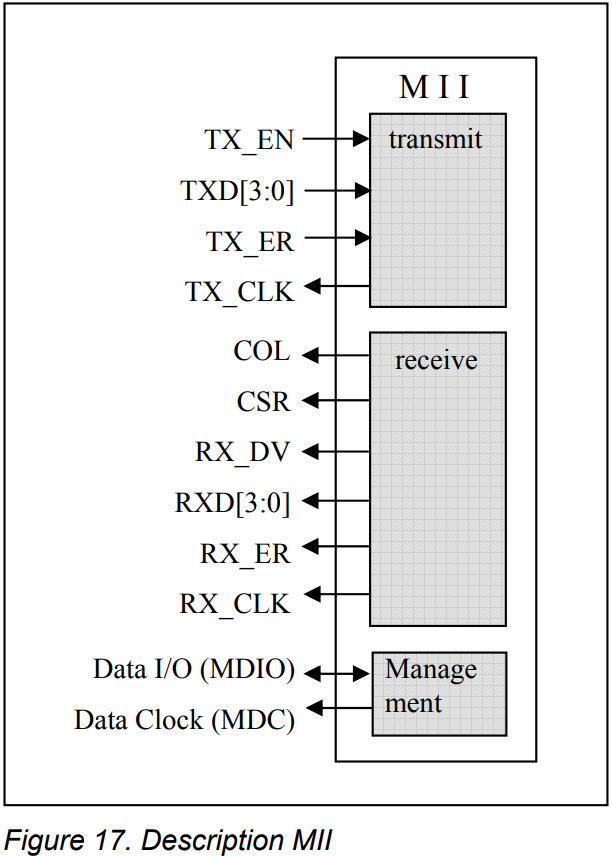 M I I
TX_EN
transmit
TXD[3:0]
TX_ER
TX_CLK
COL
receive
CSR
RX_DV
RXD[3:0]
RX_ER
RX_CLK
Data I/O (MDIO)
Manage
ment
Data Clock (MDC)
Figure 17. Description MII